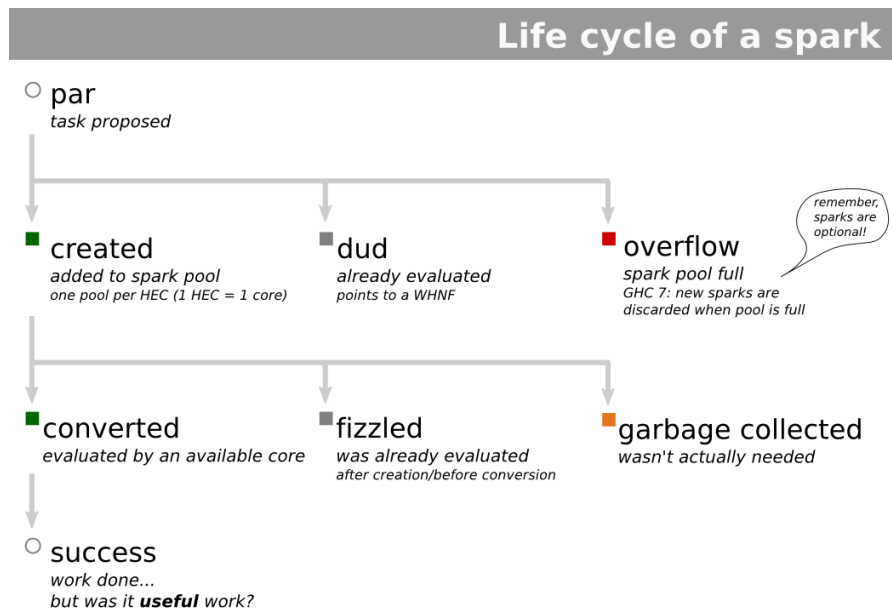 Life cycle of a spark
par
task proposed
created
added to spark pool
one pool per HEC (1 HEC = 1 core)
dud
already evaluated
points to a WHNF
overflow
spark pool full
GHC 7: new sparks are
discarded when pool is full
remember,
sparks are
optional!
converted
evaluated by an available core
fizzled
was already evaluated
after creation/before conversion
garbage collected
wasn't actually needed
success
work done...
but was it useful work?